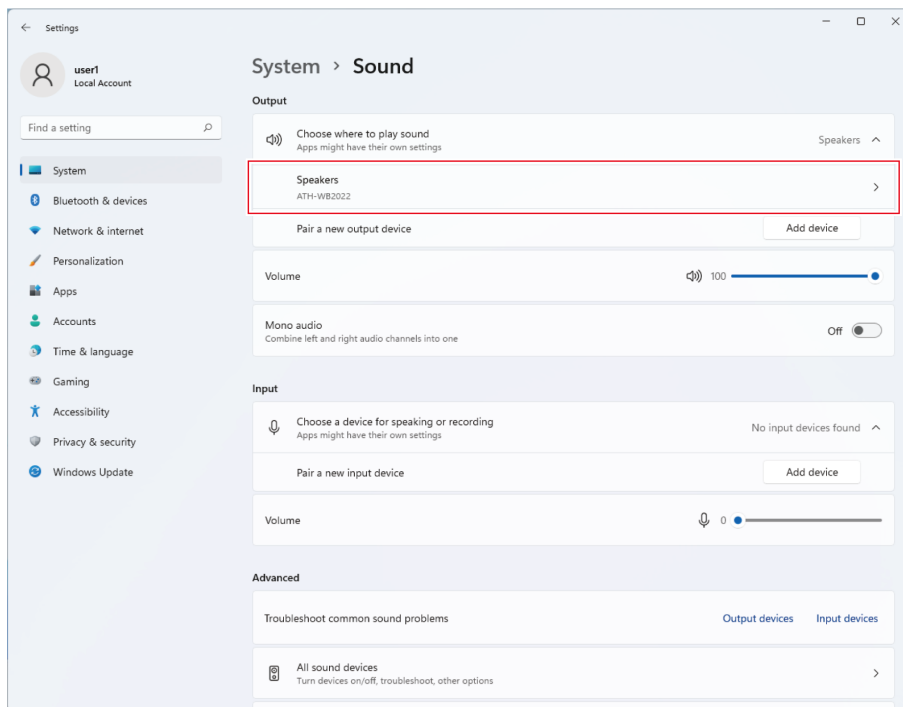 Settings
user1
Local Account
Find a setting
System
Bluetooth & devices
Network & internet
Personalization
Apps
Accounts
Time & language
Gaming
Accessibility
Privacy & security
Windows Update
System > Sound
Output
Choose where to play sound
Apps might have their own settings
Speakers
Speakers
ATH-WB2022
Pair a new output device
Add device
Volume
100
Mono audio
Combine left and right audio channels into one
Off
Input
Choose a device for speaking or recording
Apps might have their own settings
No input devices found
Pair a new input device
Add device
Volume
0
Advanced
Troubleshoot common sound problems
Output devices
Input devices
All sound devices
Turn devices on/off, troubleshoot, other options